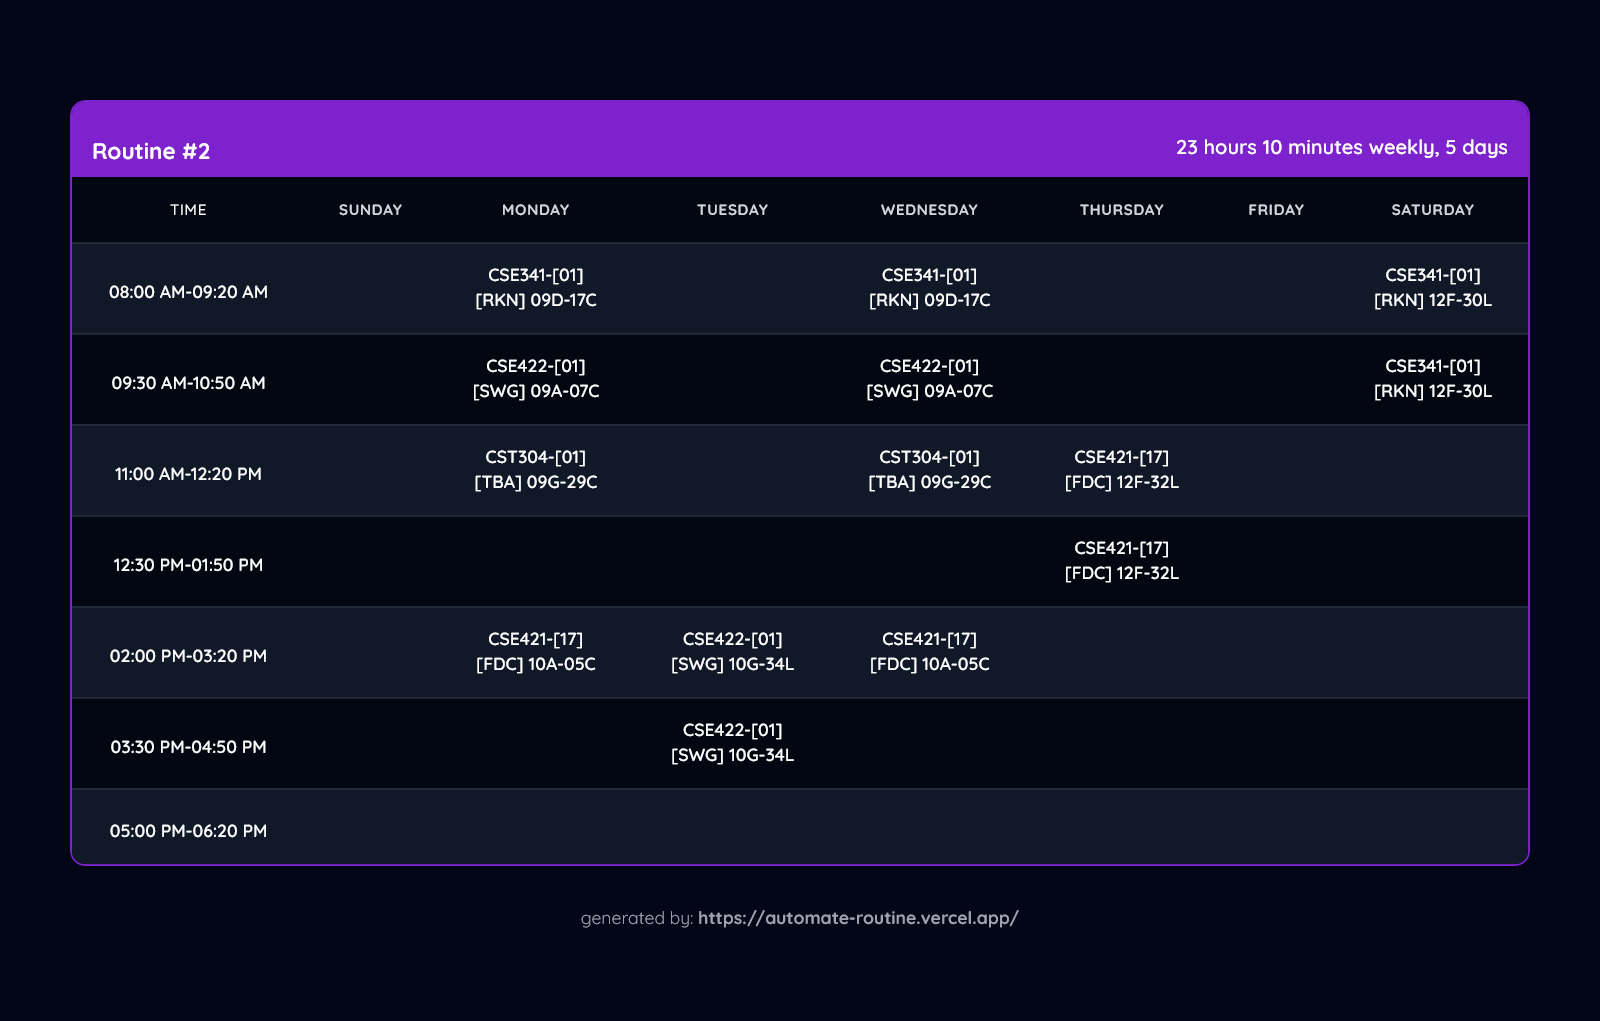 Routine #2
23 hours 10 minutes weekly, 5 days
TIME SUNDAY MONDAY TUESDAY WEDNESDAY THURSDAY FRIDAY SATURDAY
08:00 AM-09:20 AM
CSE341-[01] CSE341-[01] CSE341-[01]
[RKN] 09D-17C [RKN] 09D-17C [RKN] 12F-30L
09:30 AM-10:50 AM
CSE422-[01] CSE422-[01] CSE341-[01]
[SWG] 09A-07C [SWG] 09A-07C [RKN] 12F-30L
11:00 AM-12:20 PM
CST304-[01] CST304-[01] CSE421-[17]
[TBA] 09G-29C [TBA] 09G-29C [FDC] 12F-32L
12:30 PM-01:50 PM
CSE421-[17]
[FDC] 12F-32L
02:00 PM-03:20 PM
CSE421-[17] CSE422-[01] CSE421-[17]
[FDC] 10A-05C [SWG] 10G-34L [FDC] 10A-05C
03:30 PM-04:50 PM
CSE422-[01]
[SWG] 10G-34L
05:00 PM-06:20 PM
generated by: https://automate-routine.vercel.app/